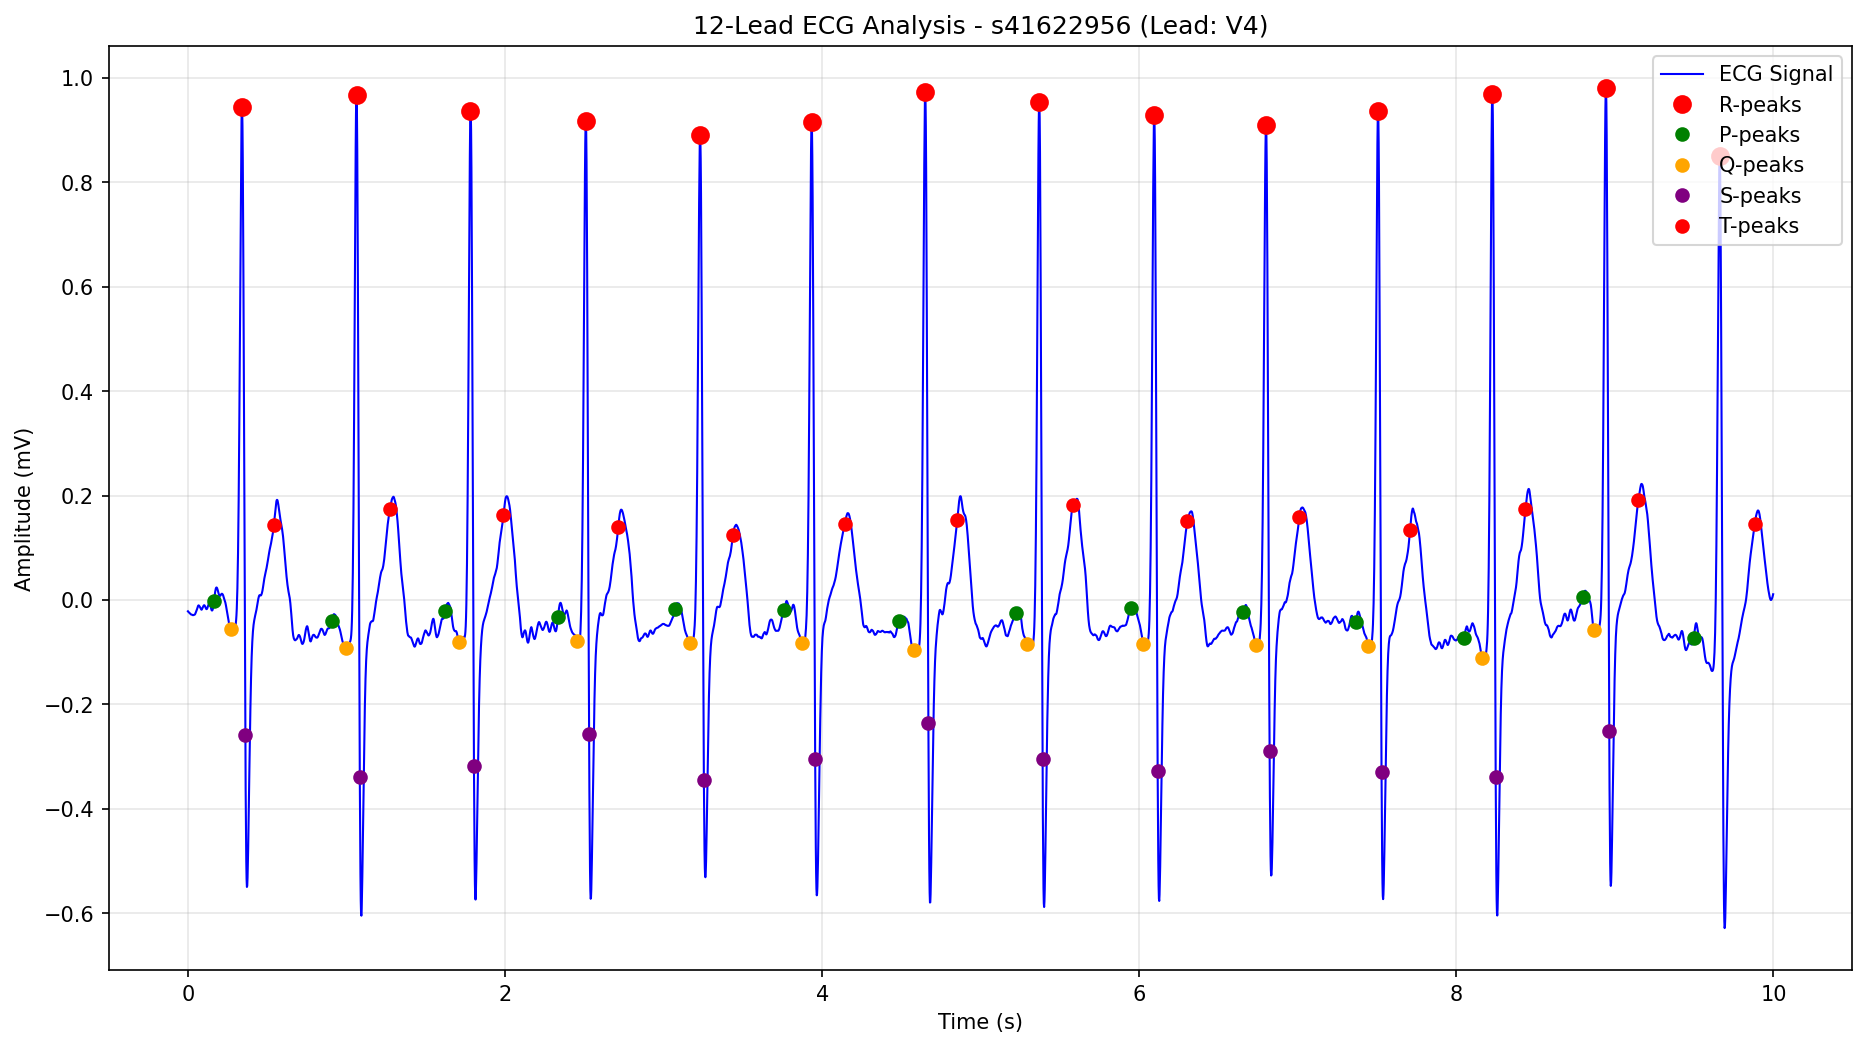 12-Lead ECG Analysis - s41622956 (Lead: V4)
ECG Signal
R-peaks
P-peaks
Q-peaks
S-peaks
T-peaks
Amplitude (mV)
1.0
0.8
0.6
0.4
0.2
0.0
−0.2
−0.4
−0.6
0 2 4 6 8 10
Time (s)